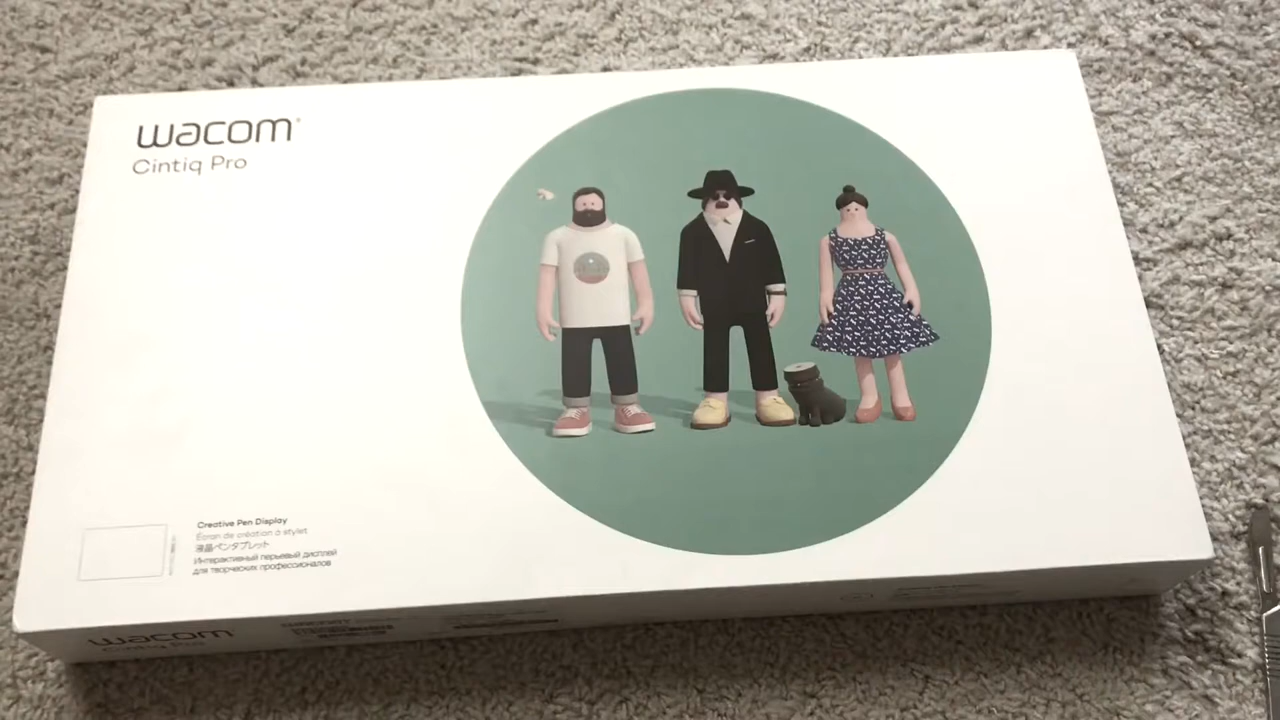 wacom
Cintiq Pro
Creative Pen Display
Écran de création à stylet
液晶ペンタブレット
Интерактивный перьевой дисплей
для творческих профессионалов
wacom
Cintiq Pro